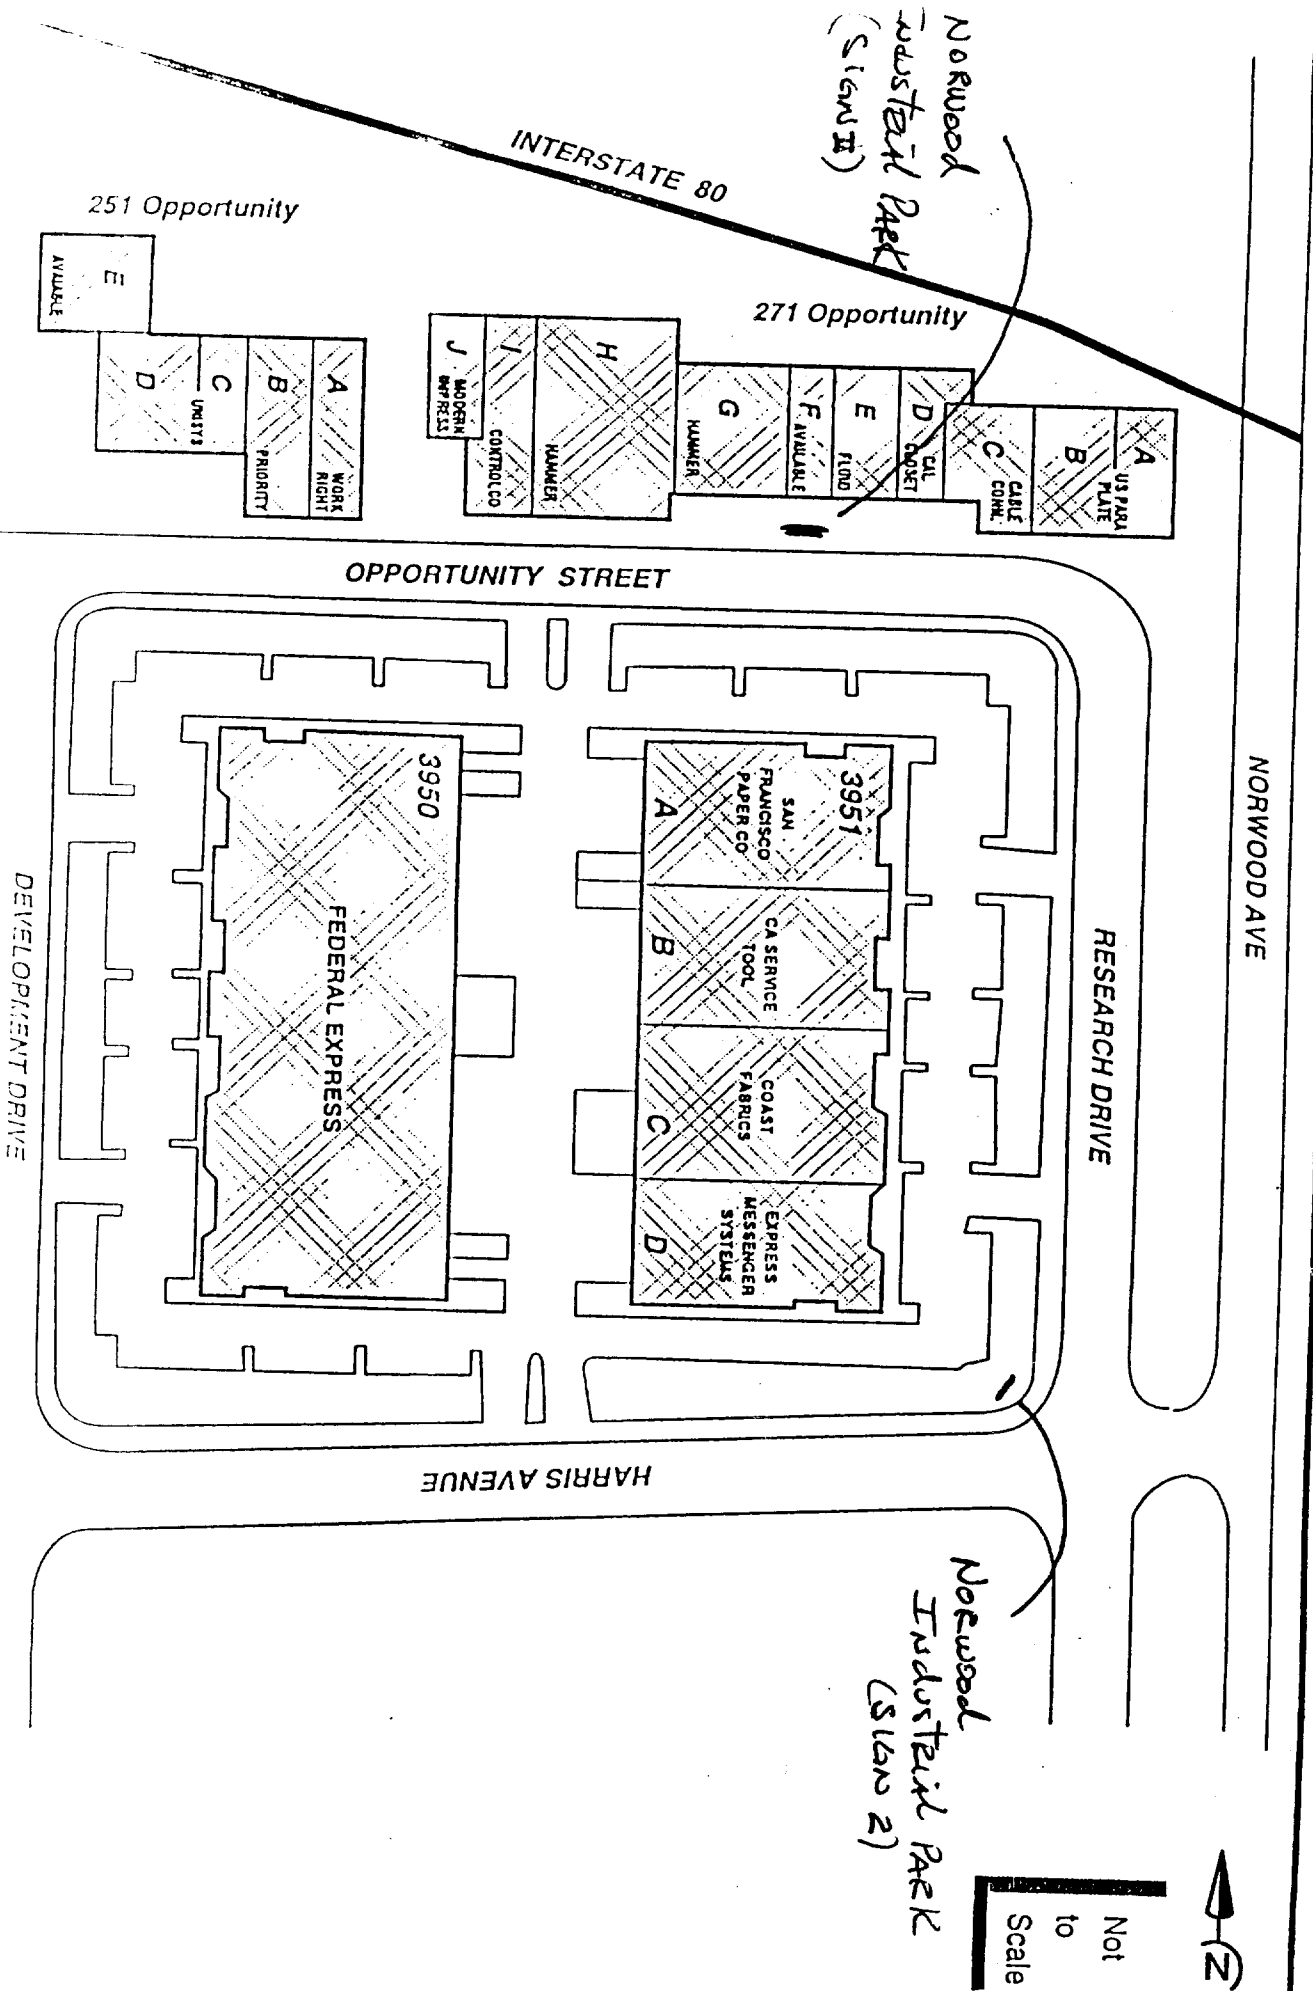 NORWOOD
INDUSTRIAL PARK
(SIGN II)
INTERSTATE 80
251 Opportunity
E
AVAILABLE
D
C
UNISYS
B
PRIORITY
A
WORK
RIGHT
271 Opportunity
J
MODERN
I
CONTROLCO
H
HAMMER
G
HAMMER
F
AVAILABLE
E
FLUID
D
CAL
CLOSET
C
CABLE
CONN.
B
A
US PARA
PLATE
OPPORTUNITY STREET
NORWOOD AVE
RESEARCH DRIVE
3951
SAN
FRANCISCO
PAPER CO
A
CA SERVICE
TOOL
B
COAST
FABRICS
C
EXPRESS
MESSENGER
SYSTEMS
D
3950
FEDERAL EXPRESS
DEVELOPMENT DRIVE
HARRIS AVENUE
NORWOOD
INDUSTRIAL PARK
(SIGN 2)
Not
to
Scale
N